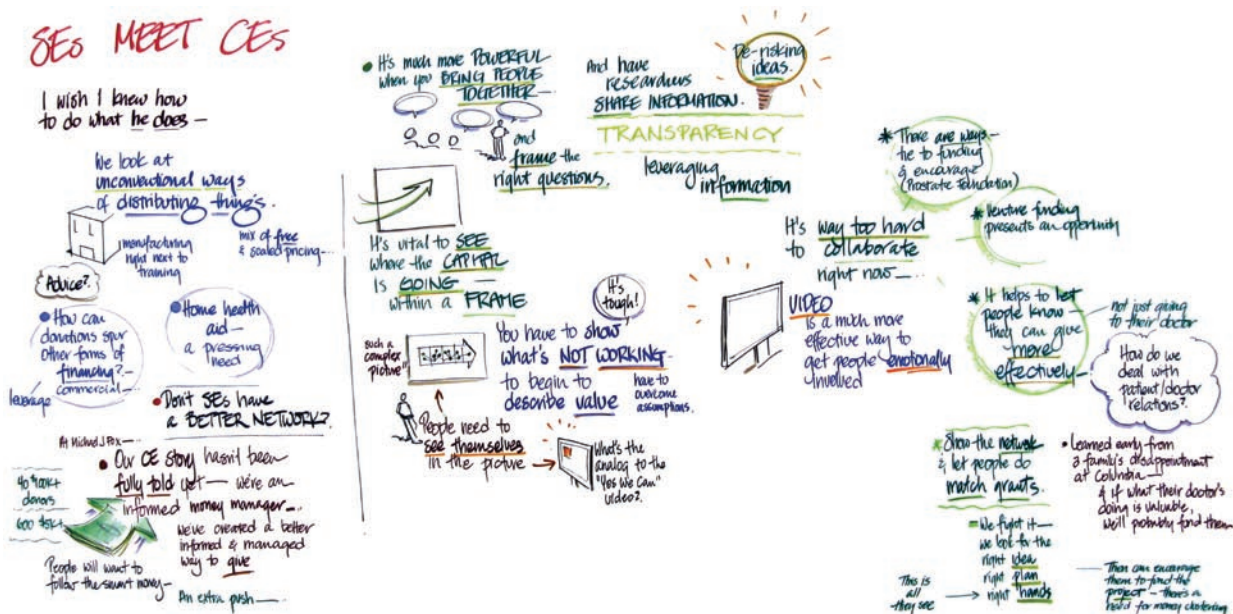 SEs MEET CEs
I wish I knew how
to do what he does —
We look at
unconventional ways
of distributing things.
manufacturing
right next to
training
mix of free
& scaled pricing—..
Advice?
How can
donations spur
other forms of
financing?—
commercial—..
leverage
Home health
aid—
a pressing
need
Don't SEs have
a BETTER NETWORK?
At Michael J. Fox—..
Our CE story hasn't been
fully told yet— we're an
informed money manager—..
we've created a better
informed & managed
way to give
40 $100K+
donors
600 $5K+
People will want to
follow the smart money—
An extra push—..
It's much more POWERFUL
when you BRING PEOPLE
TOGETHER—..
and
frame the
right questions.
And have
researchers
SHARE INFORMATION.
De-risking
ideas.
TRANSPARENCY
leveraging
information
It's vital to SEE
where the CAPITAL
is GOING—
within a FRAME
such a
complex
picture"
It's
tough!
You have to show
what's NOT WORKING—
to begin to
describe value
have to
overcome
assumptions.
People need to
see themselves
in the picture
What's the
analog to the
"Yes We Can"
video?.
It's way too hard
to collaborate
right now—..
VIDEO
is a much more
effective way to
get people emotionally
involved
* There are ways—
tie to funding
& encourage
(Prostrate Foundation)
* Venture funding
presents an opportunity
* It helps to let
people know—
they can give
more
effectively—
not just giving
to their doctor
How do we
deal with
patient/doctor
relations?.
* Show the network
& let people do
match grants.
We fight it—
we look for the
right idea
right plan
right hands
This is
all
they see
Learned early from
a family's disappointment
at Columbia—
& if what their doctor's
doing is valuable,
we'll probably fund them
Then can encourage
them to find the
project — there's a
need for money clustering